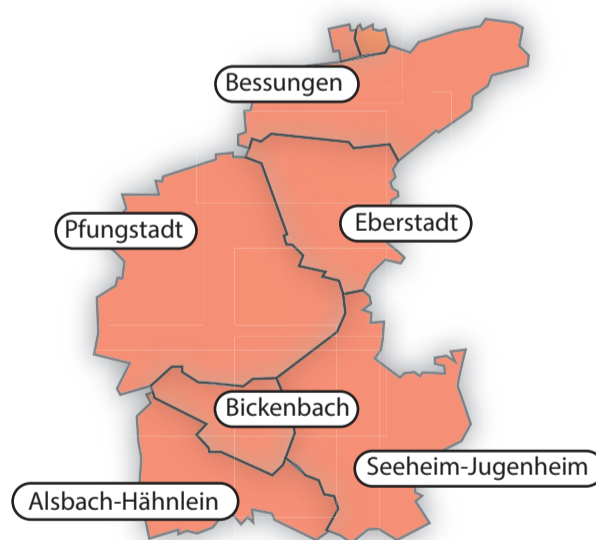 Bessungen
Pfungstadt
Eberstadt
Bickenbach
Seeheim-Jugenheim
Alsbach-Hähnlein